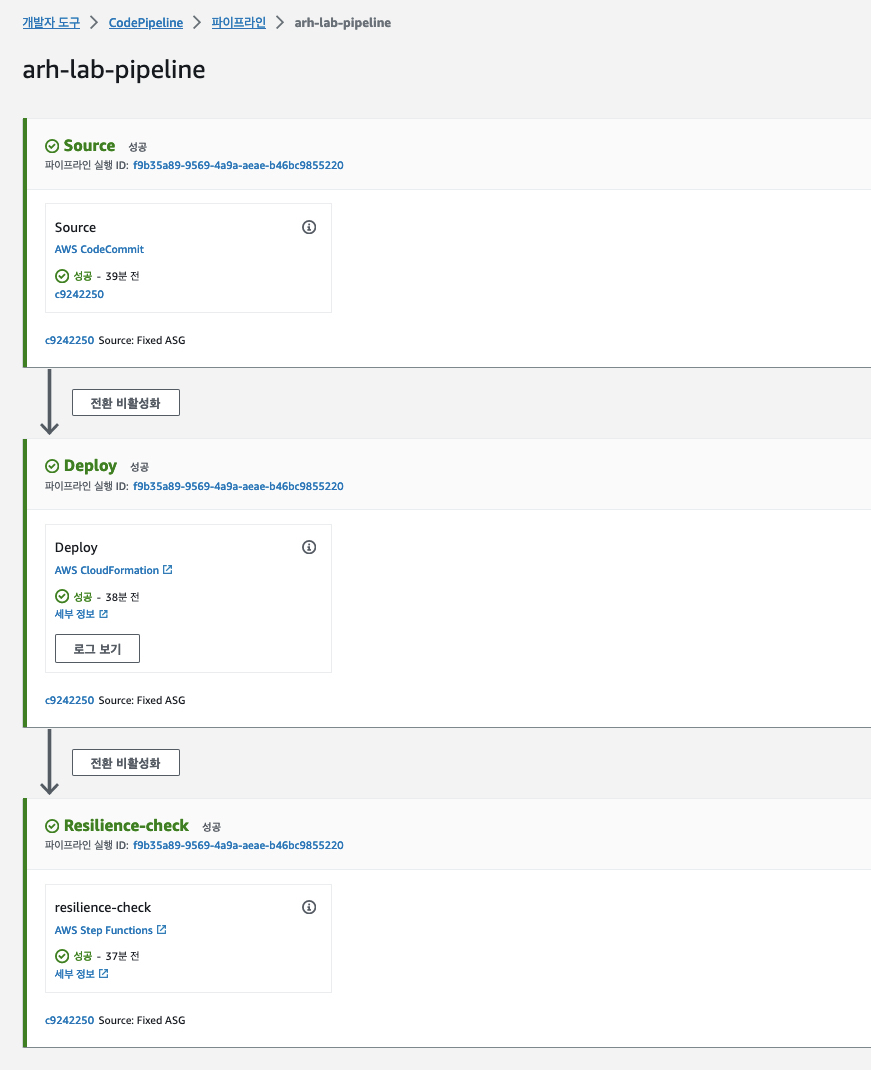 개발자 도구 > CodePipeline > 파이프라인 > arh-lab-pipeline
arh-lab-pipeline
Source 성공
파이프라인 실행 ID: f9b35a89-9569-4a9a-aeae-b46bc9855220
Source
AWS CodeCommit
성공 - 39분 전
c9242250
c9242250 Source: Fixed ASG
전환 비활성화
Deploy 성공
파이프라인 실행 ID: f9b35a89-9569-4a9a-aeae-b46bc9855220
Deploy
AWS CloudFormation
성공 - 38분 전
세부 정보
로그 보기
c9242250 Source: Fixed ASG
전환 비활성화
Resilience-check 성공
파이프라인 실행 ID: f9b35a89-9569-4a9a-aeae-b46bc9855220
resilience-check
AWS Step Functions
성공 - 37분 전
세부 정보
c9242250 Source: Fixed ASG